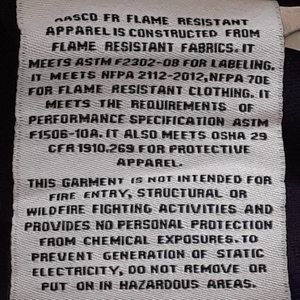 RASCO FR FLAME RESISTANT
APPAREL IS CONSTRUCTED FROM
FLAME RESISTANT FABRICS. IT
MEETS ASTM F2302-08 FOR LABELING.
IT MEETS NFPA 2112-2012, NFPA 70E
FOR FLAME RESISTANT CLOTHING. IT
MEETS THE REQUIREMENTS OF
PERFORMANCE SPECIFICATION ASTM
F1506-10A. IT ALSO MEETS OSHA 29
CFR 1910.269 FOR PROTECTIVE
APPAREL.
THIS GARMENT IS NOT INTENDED FOR
FIRE ENTRY, STRUCTURAL OR
WILDFIRE FIGHTING ACTIVITIES AND
PROVIDES NO PERSONAL PROTECTION
FROM CHEMICAL EXPOSURES. TO
PREVENT GENERATION OF STATIC
ELECTRICITY, DO NOT REMOVE OR
PUT ON IN HAZARDOUS AREAS.